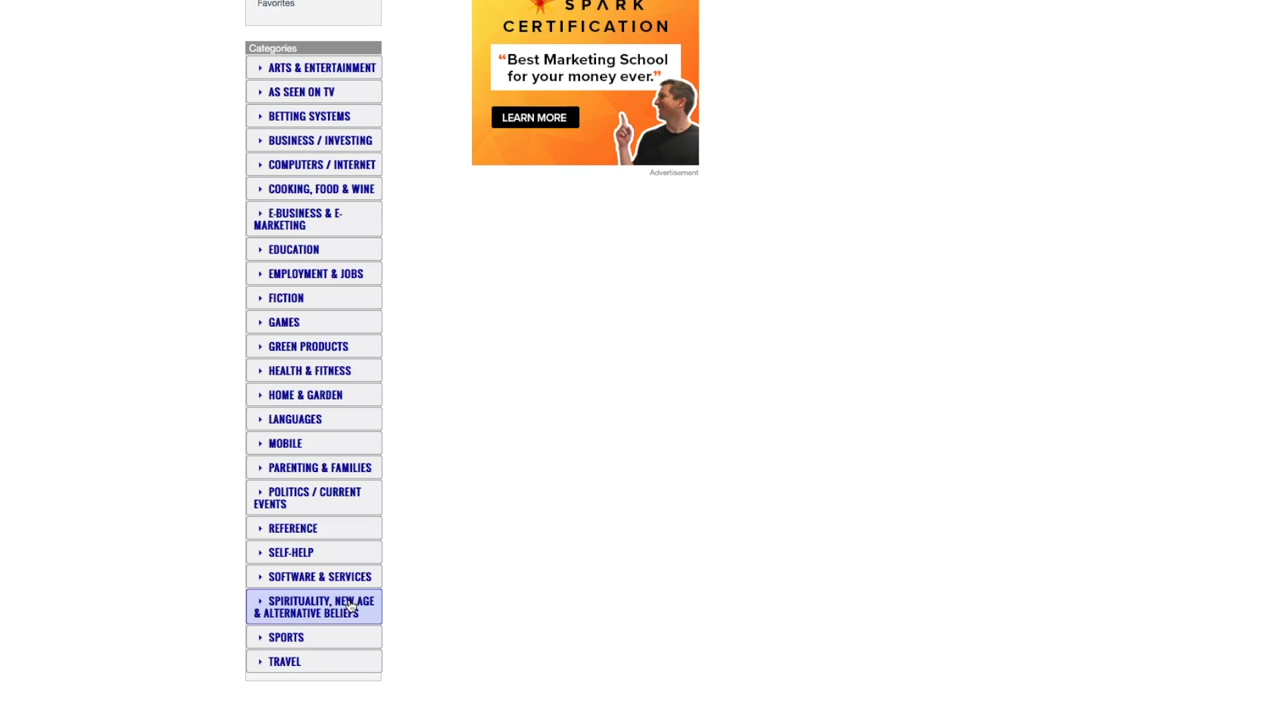 Favorites
Categories
ARTS & ENTERTAINMENT
AS SEEN ON TV
BETTING SYSTEMS
BUSINESS / INVESTING
COMPUTERS / INTERNET
COOKING, FOOD & WINE
E-BUSINESS & E-
MARKETING
EDUCATION
EMPLOYMENT & JOBS
FICTION
GAMES
GREEN PRODUCTS
HEALTH & FITNESS
HOME & GARDEN
LANGUAGES
MOBILE
PARENTING & FAMILIES
POLITICS / CURRENT
EVENTS
REFERENCE
SELF-HELP
SOFTWARE & SERVICES
SPIRITUALITY, NEW AGE
& ALTERNATIVE BELIEFS
SPORTS
TRAVEL
SPARK
CERTIFICATION
“Best Marketing School
for your money ever.”
LEARN MORE
Advertisement